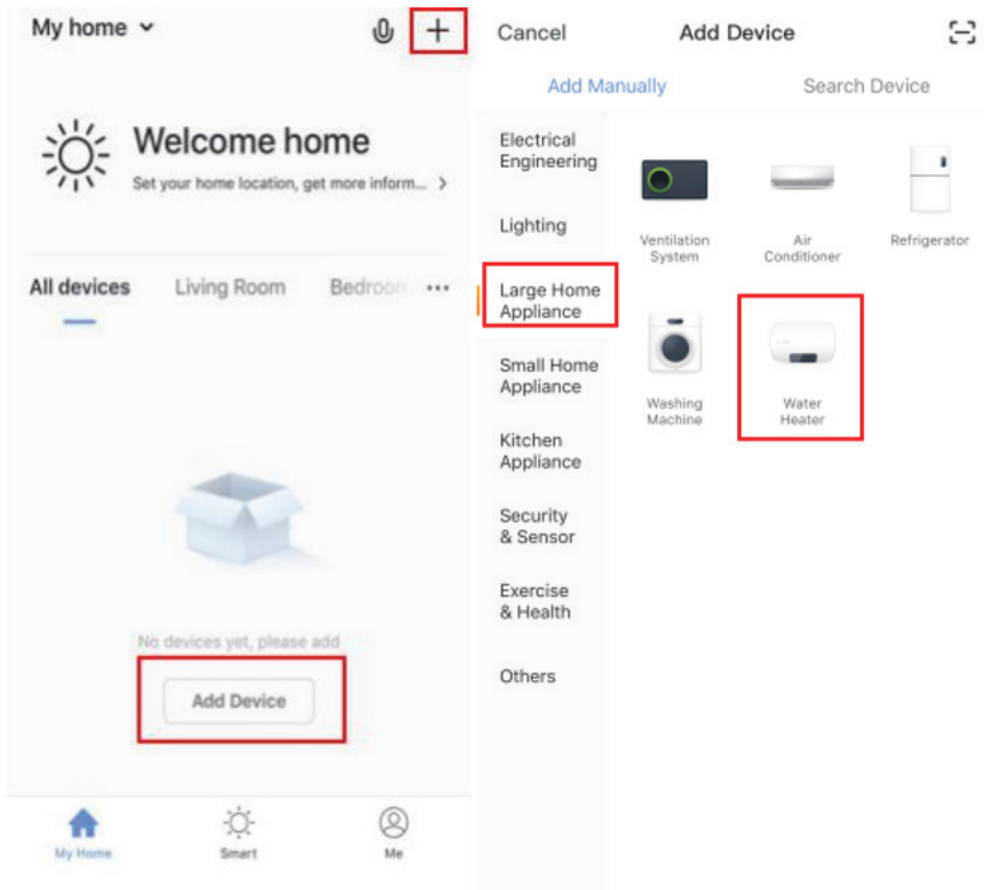 My home
Welcome home
Set your home location, get more inform...
All devices Living Room Bedroom ...
No devices yet, please add
Add Device
My Home Smart Me
Cancel Add Device
Add Manually Search Device
Electrical
Engineering
Lighting
Large Home
Appliance
Small Home
Appliance
Kitchen
Appliance
Security
& Sensor
Exercise
& Health
Others
Ventilation
System
Air
Conditioner
Refrigerator
Washing
Machine
Water
Heater